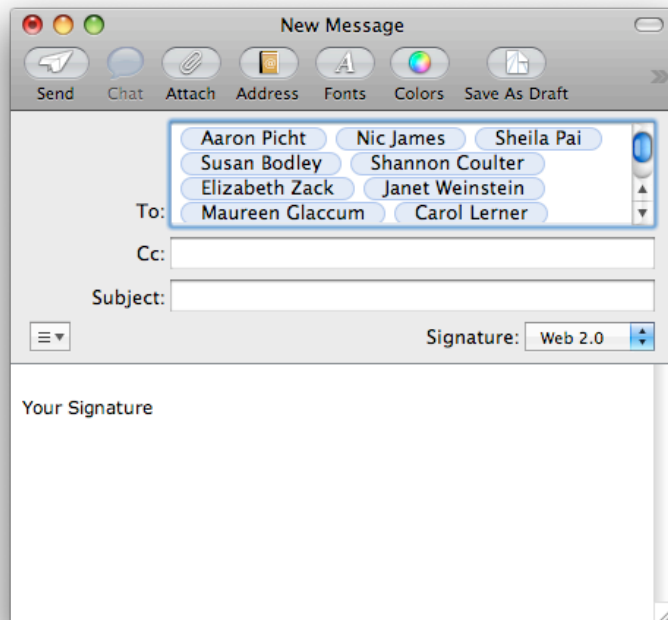 New Message
Send Chat Attach Address Fonts Colors Save As Draft
Aaron Picht Nic James Sheila Pai
Susan Bodley Shannon Coulter
Elizabeth Zack Janet Weinstein
To: Maureen Glaccum Carol Lerner
Cc:
Subject:
Signature: Web 2.0
Your Signature